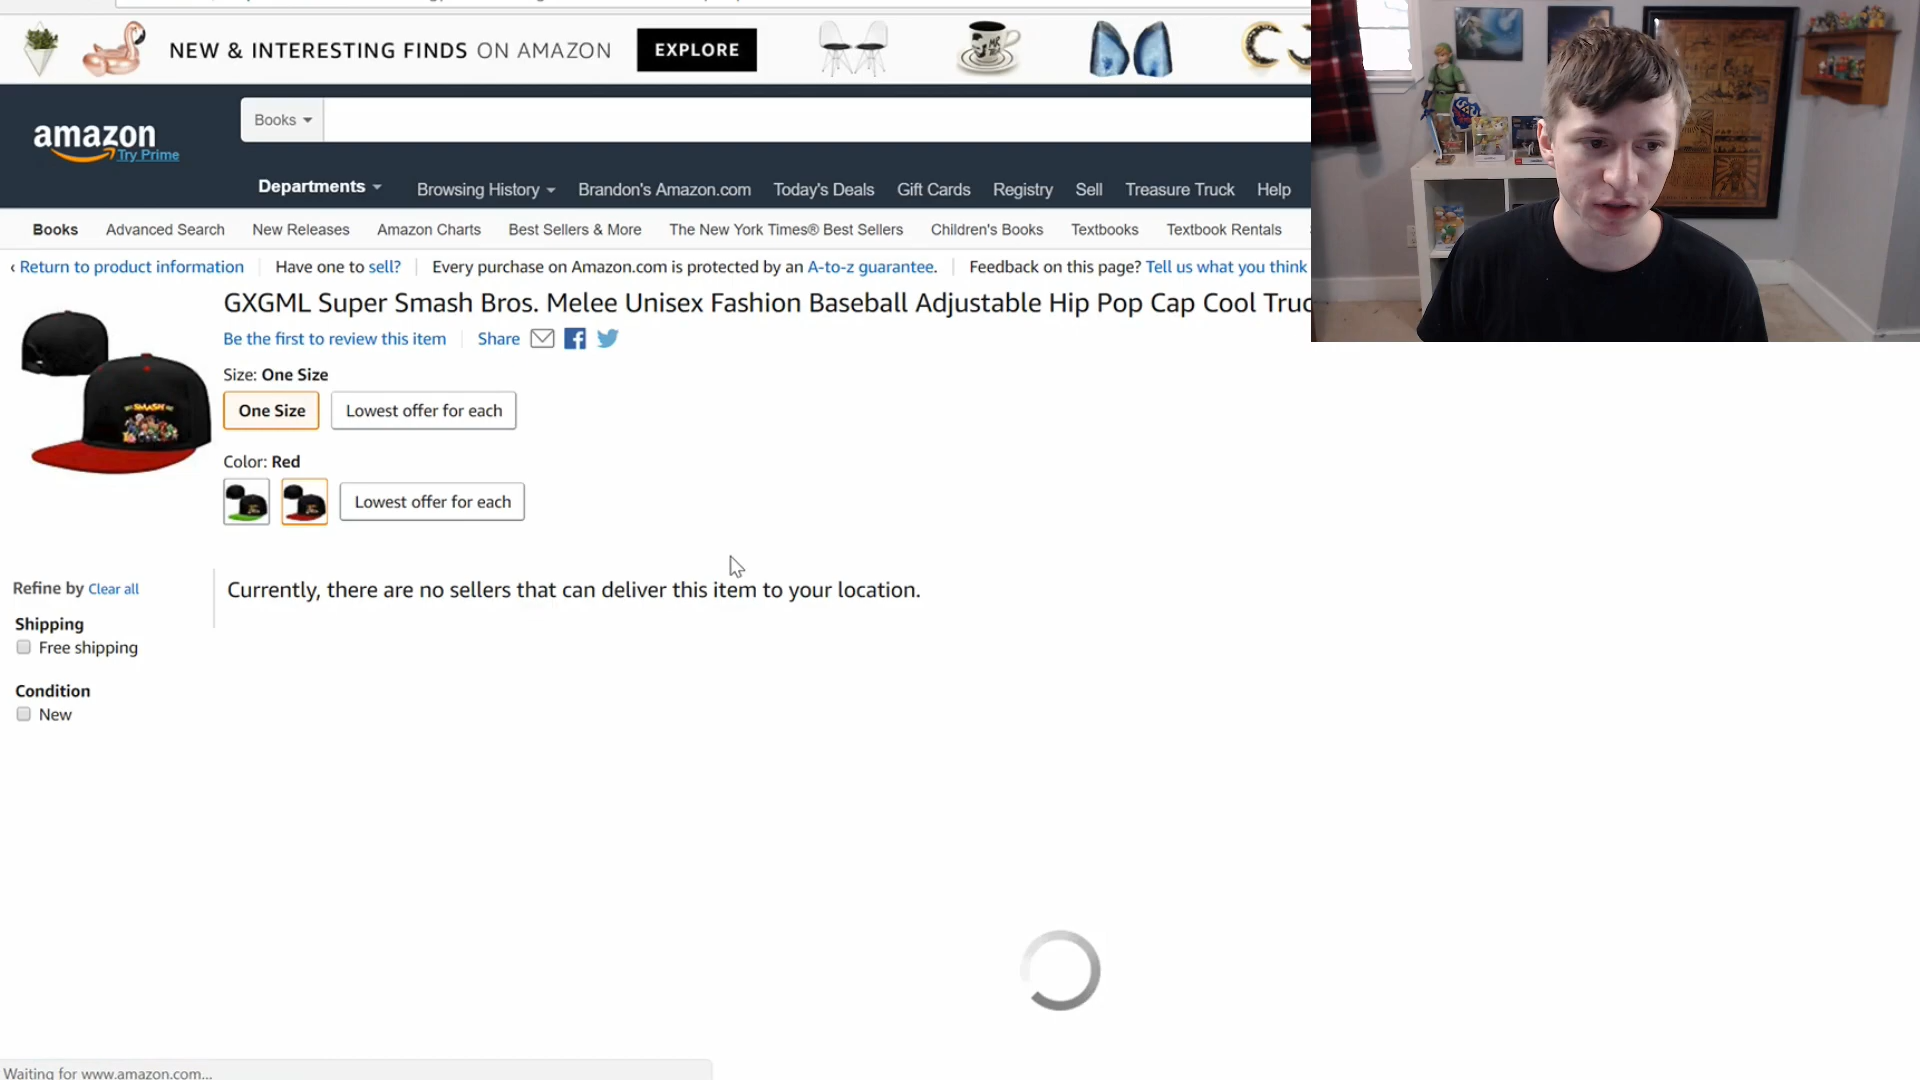 NEW & INTERESTING FINDS ON AMAZON EXPLORE
amazon Try Prime
Books
Departments Browsing History Brandon's Amazon.com Today's Deals Gift Cards Registry Sell Treasure Truck Help
Books Advanced Search New Releases Amazon Charts Best Sellers & More The New York Times® Best Sellers Children's Books Textbooks Textbook Rentals
‹ Return to product information Have one to sell? Every purchase on Amazon.com is protected by an A-to-z guarantee. Feedback on this page? Tell us what you think
GXGML Super Smash Bros. Melee Unisex Fashion Baseball Adjustable Hip Pop Cap Cool Truc
Be the first to review this item Share
Size: One Size
One Size Lowest offer for each
SMASH
Color: Red
Lowest offer for each
Refine by Clear all
Currently, there are no sellers that can deliver this item to your location.
Shipping
Free shipping
Condition
New
Waiting for www.amazon.com...